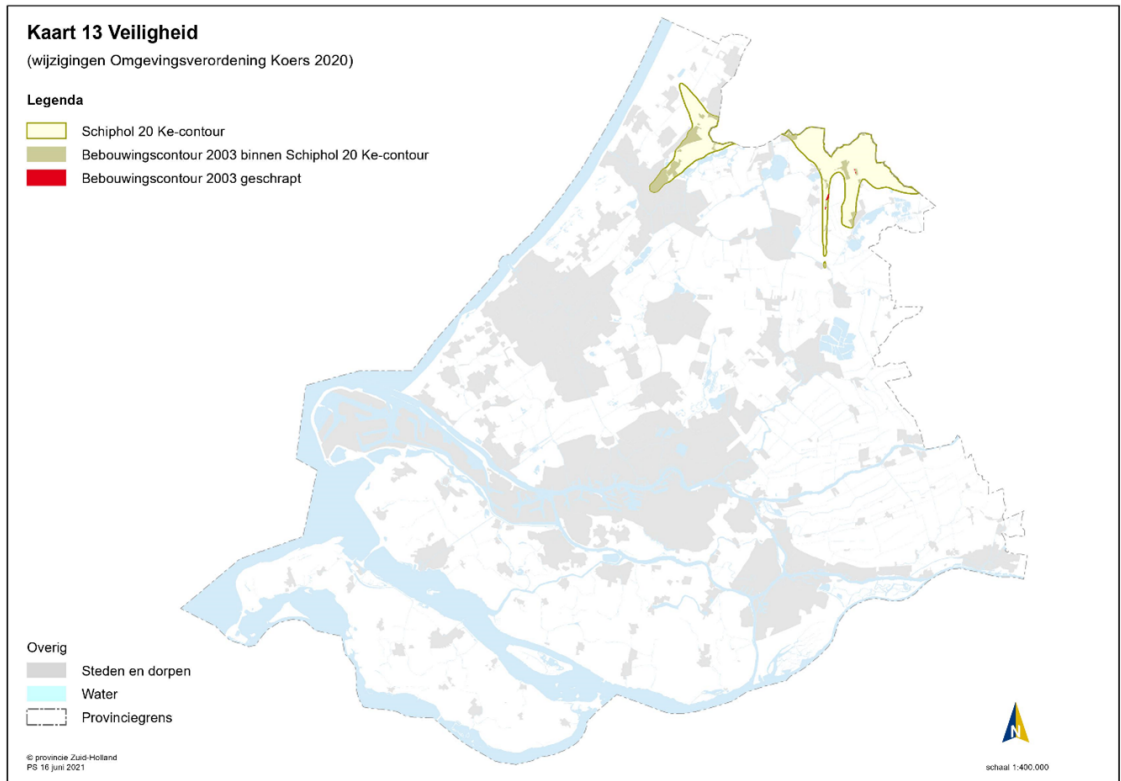 Kaart 13 Veiligheid
(wijzigingen Omgevingsverordening Koers 2020)
Legenda
Schiphol 20 Ke-contour
Bebouwingscontour 2003 binnen Schiphol 20 Ke-contour
Bebouwingscontour 2003 geschrapt
Overig
Steden en dorpen
Water
Provinciegrens
© provincie Zuid-Holland
PS 16 juni 2021
N
schaal 1:400.000